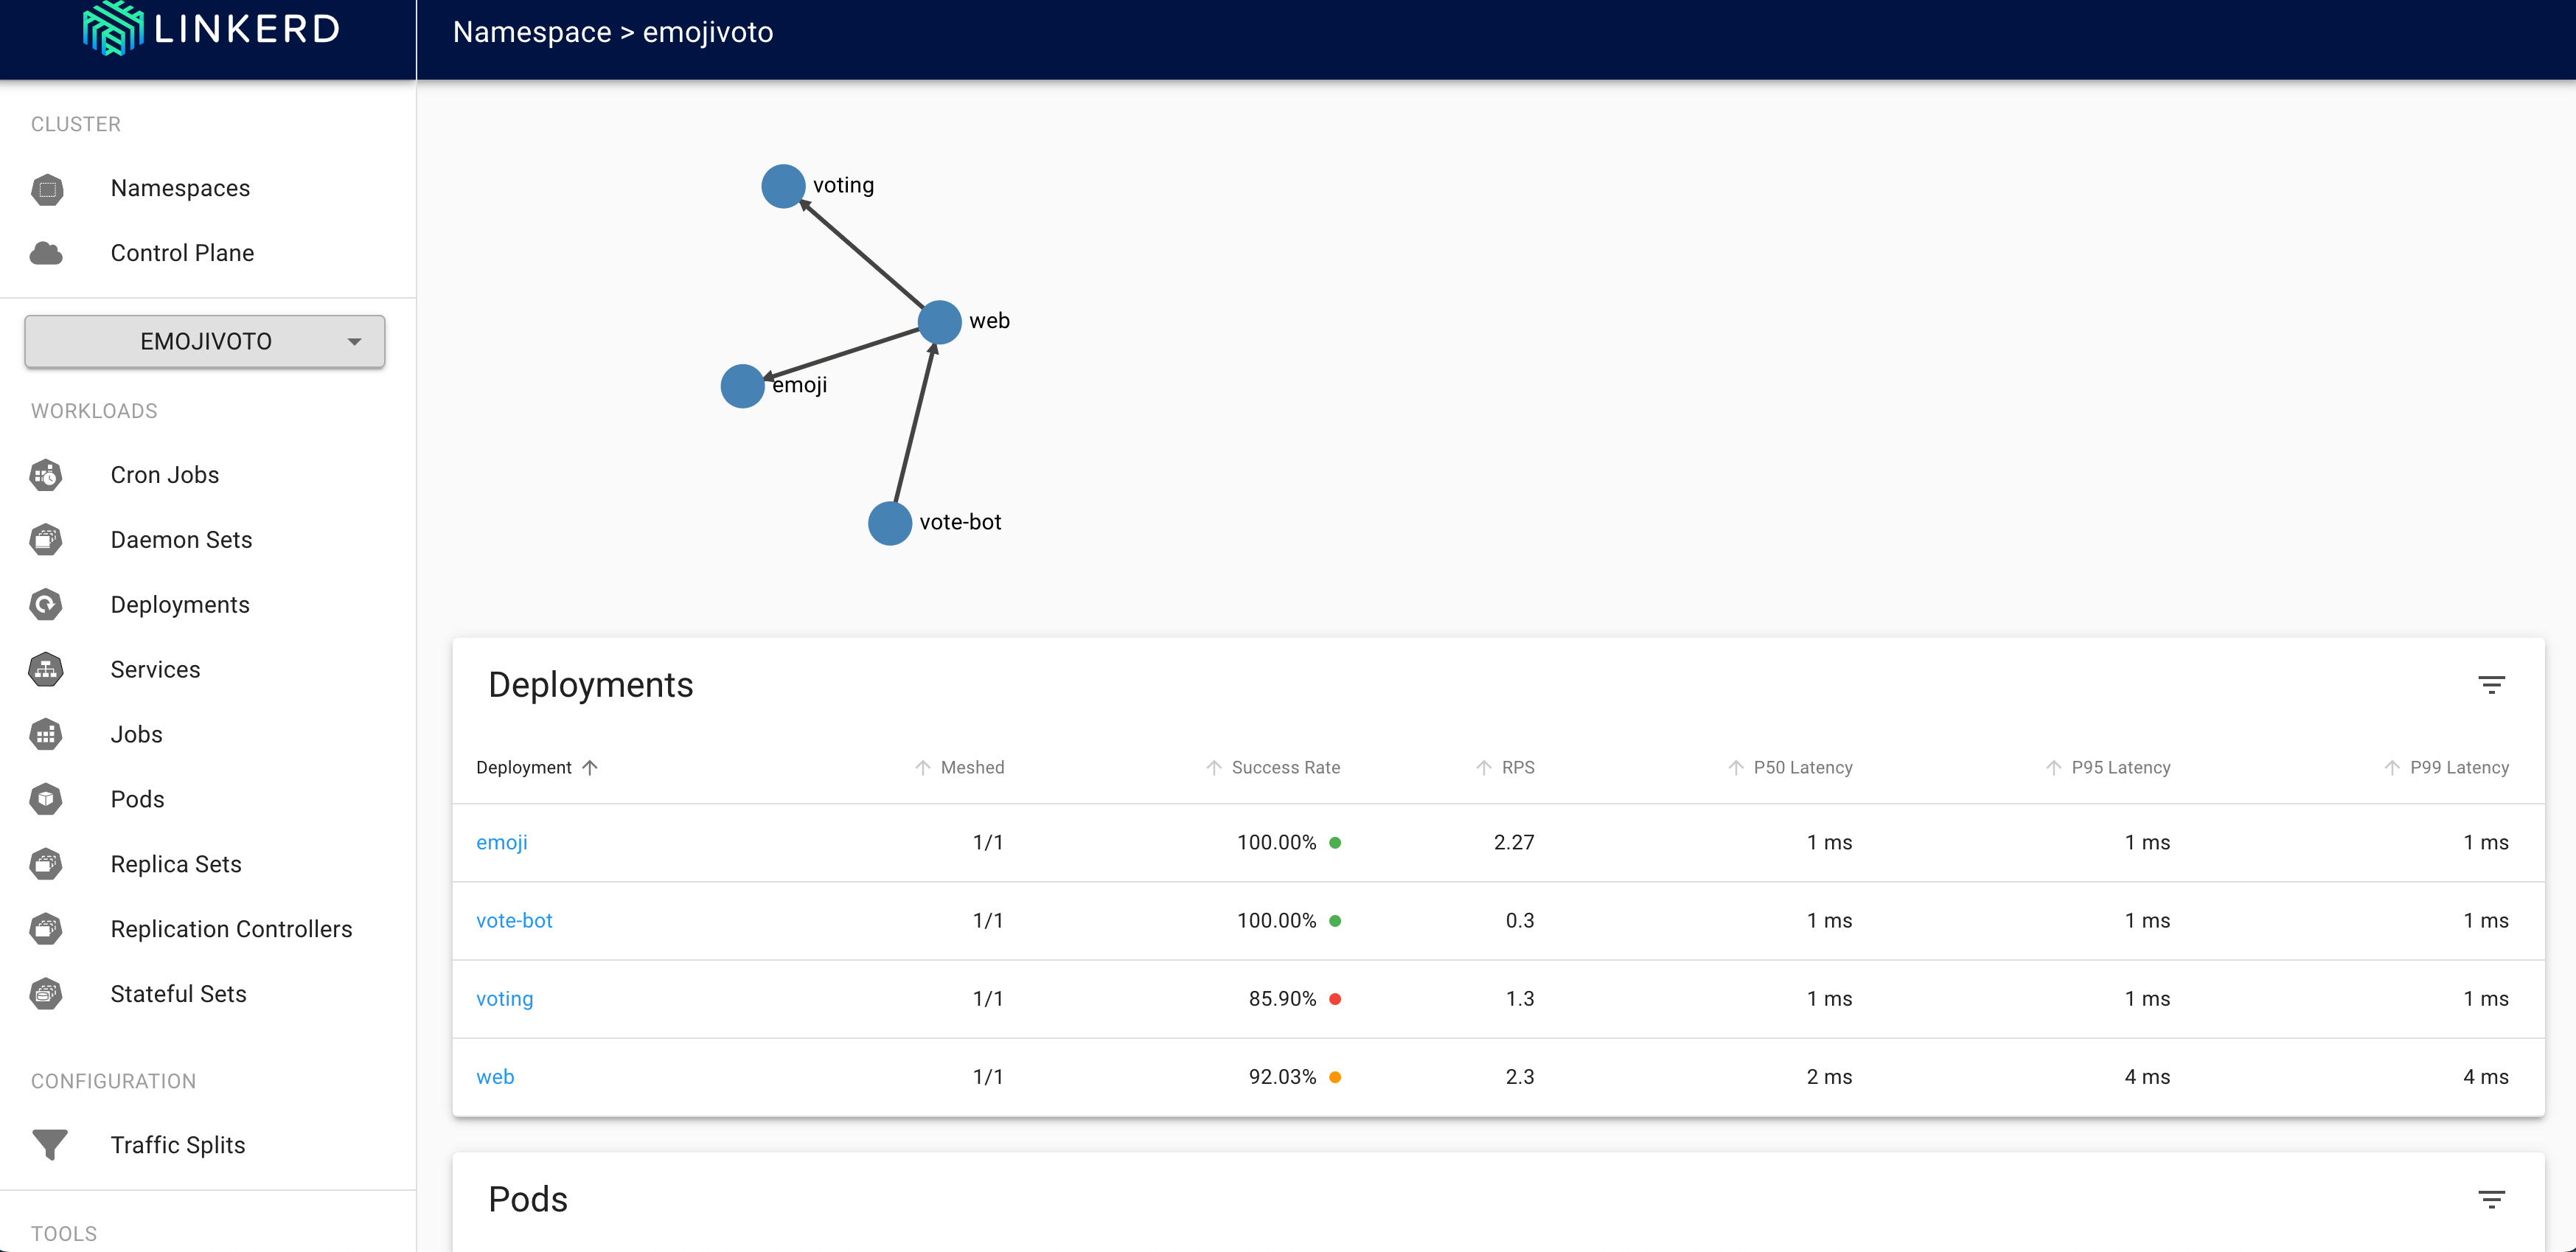 LINKERD
Namespace > emojivoto
CLUSTER
Namespaces
Control Plane
EMOJIVOTO
WORKLOADS
Cron Jobs
Daemon Sets
Deployments
Services
Jobs
Pods
Replica Sets
Replication Controllers
Stateful Sets
CONFIGURATION
Traffic Splits
TOOLS
voting
web
emoji
vote-bot
Deployments
Deployment Meshed Success Rate RPS P50 Latency P95 Latency P99 Latency
emoji 1/1 100.00% 2.27 1 ms 1 ms 1 ms
vote-bot 1/1 100.00% 0.3 1 ms 1 ms 1 ms
voting 1/1 85.90% 1.3 1 ms 1 ms 1 ms
web 1/1 92.03% 2.3 2 ms 4 ms 4 ms
Pods